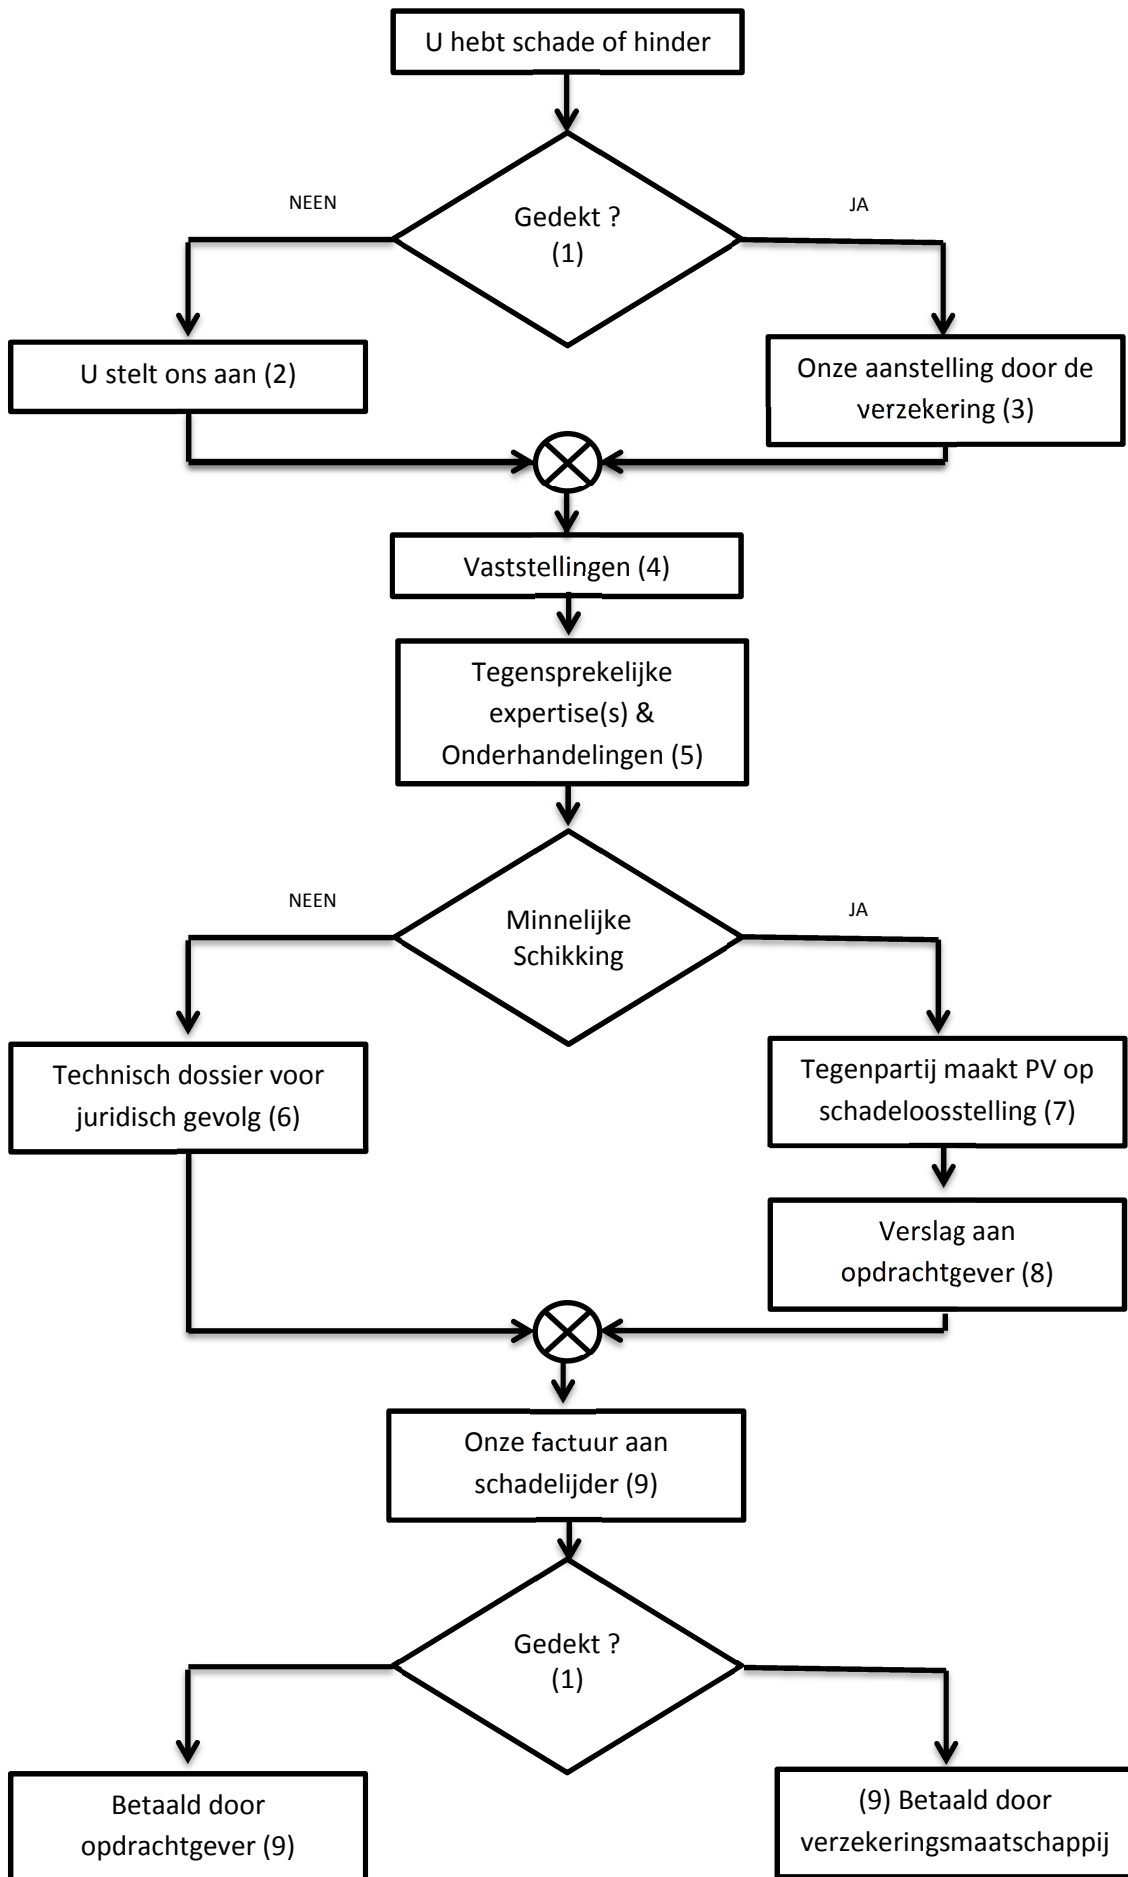 U hebt schade of hinder
NEEN
JA
Gedekt ?
(1)
U stelt ons aan (2)
Onze aanstelling door de
verzekering (3)
Vaststellingen (4)
Tegensprekelijke
expertise(s) &
Onderhandelingen (5)
NEEN
JA
Minnelijke
Schikking
Technisch dossier voor
juridisch gevolg (6)
Tegenpartij maakt PV op
schadeloosstelling (7)
Verslag aan
opdrachtgever (8)
Onze factuur aan
schadelijder (9)
Gedekt ?
(1)
Betaald door
opdrachtgever (9)
(9) Betaald door
verzekeringsmaatschappij